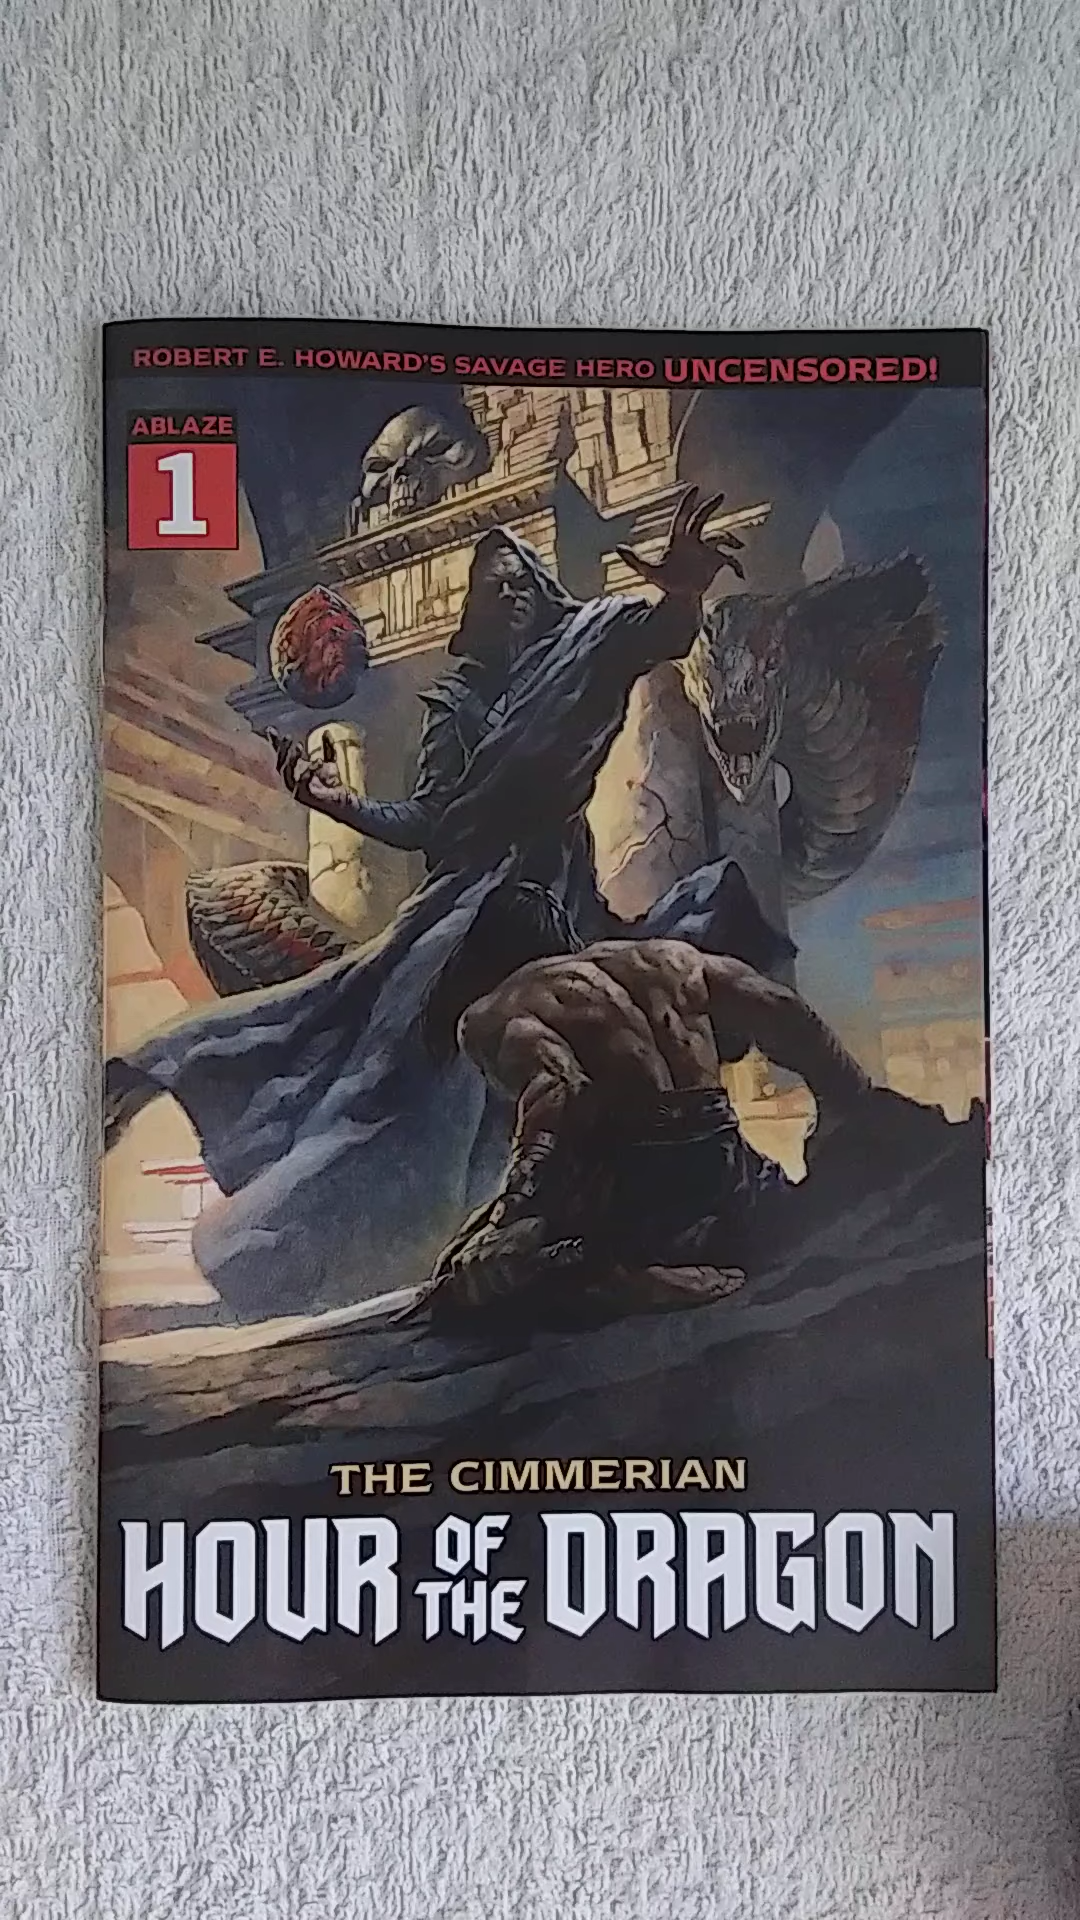 ROBERT E. HOWARD'S SAVAGE HERO UNCENSORED!
ABLAZE
1
THE CIMMERIAN
HOUR OF THE DRAGON